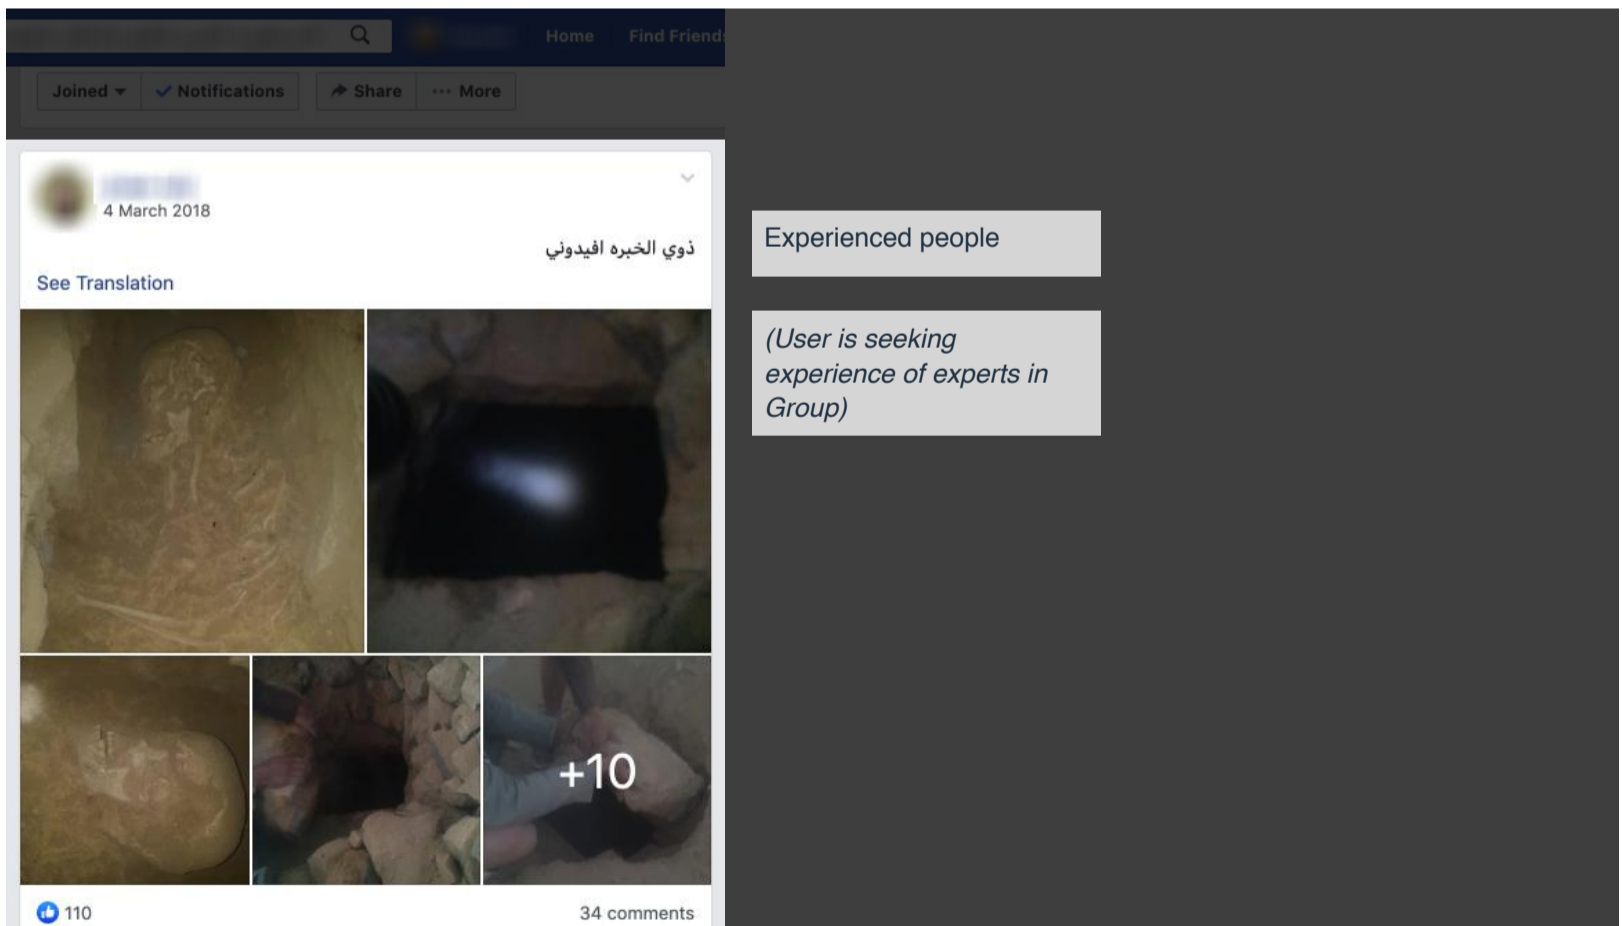 Home Find Friends
Joined Notifications Share ··· More
4 March 2018
ذوي الخبره افيدوني
See Translation
+10
110 34 comments
Experienced people
(User is seeking
experience of experts in
Group)